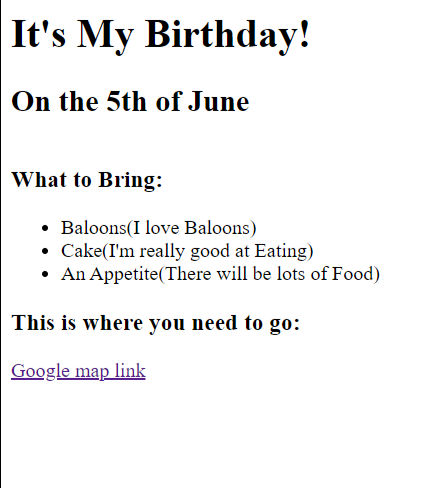 It's My Birthday!
On the 5th of June
What to Bring:
Baloons(I love Baloons)
Cake(I'm really good at Eating)
An Appetite(There will be lots of Food)
This is where you need to go:
Google map link